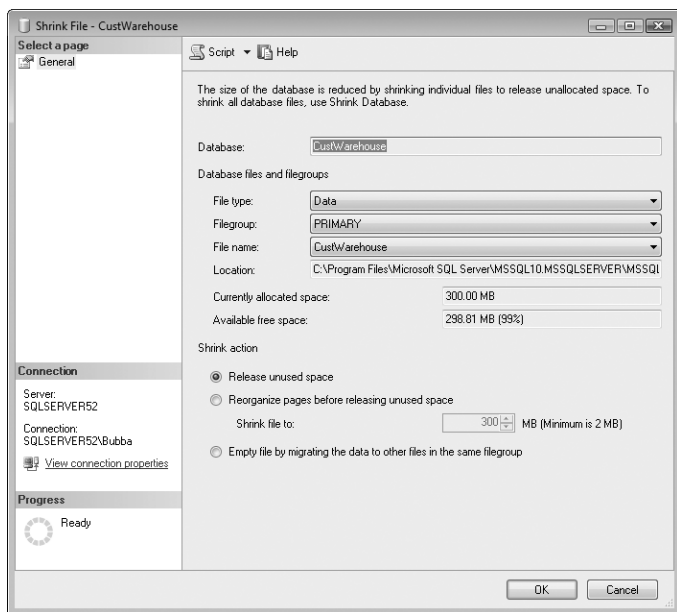 Shrink File - CustWarehouse
Select a page
General
Script Help
The size of the database is reduced by shrinking individual files to release unallocated space. To
shrink all database files, use Shrink Database.
Database: CustWarehouse
Database files and filegroups
File type: Data
Filegroup: PRIMARY
File name: CustWarehouse
Location: C:\Program Files\Microsoft SQL Server\MSSQL10.MSSQLSERVER\MSSQL
Currently allocated space: 300.00 MB
Available free space: 298.81 MB (99%)
Shrink action
Release unused space
Reorganize pages before releasing unused space
Shrink file to: 300 MB (Minimum is 2 MB)
Empty file by migrating the data to other files in the same filegroup
Connection
Server:
SQLSERVER52
Connection:
SQLSERVER52\Bubba
View connection properties
Progress
Ready
OK Cancel